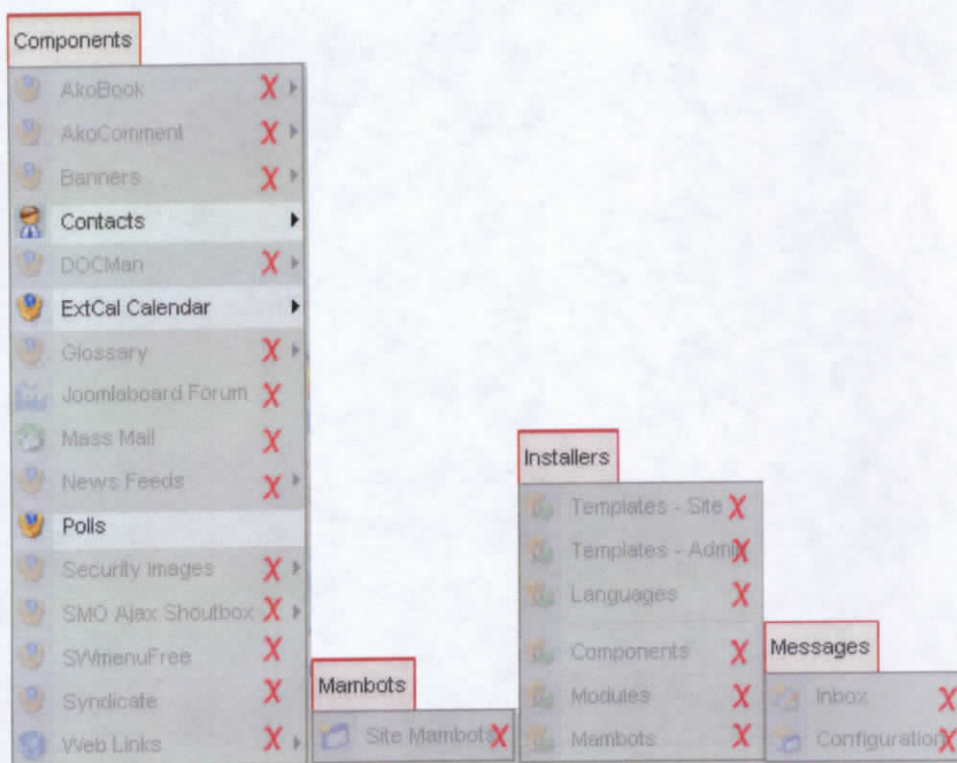 Components
AkoBook
AkoComment
Banners
Contacts
DOCMan
ExtCal Calendar
Glossary
Joomlaboard Forum
Mass Mail
News Feeds
Polls
Security Images
SMO Ajax Shoutbox
SWmenuFree
Syndicate
Web Links
Mambots
Site Mambots
Installers
Templates - Site
Templates - Admin
Languages
Components
Modules
Mambots
Messages
Inbox
Configuration